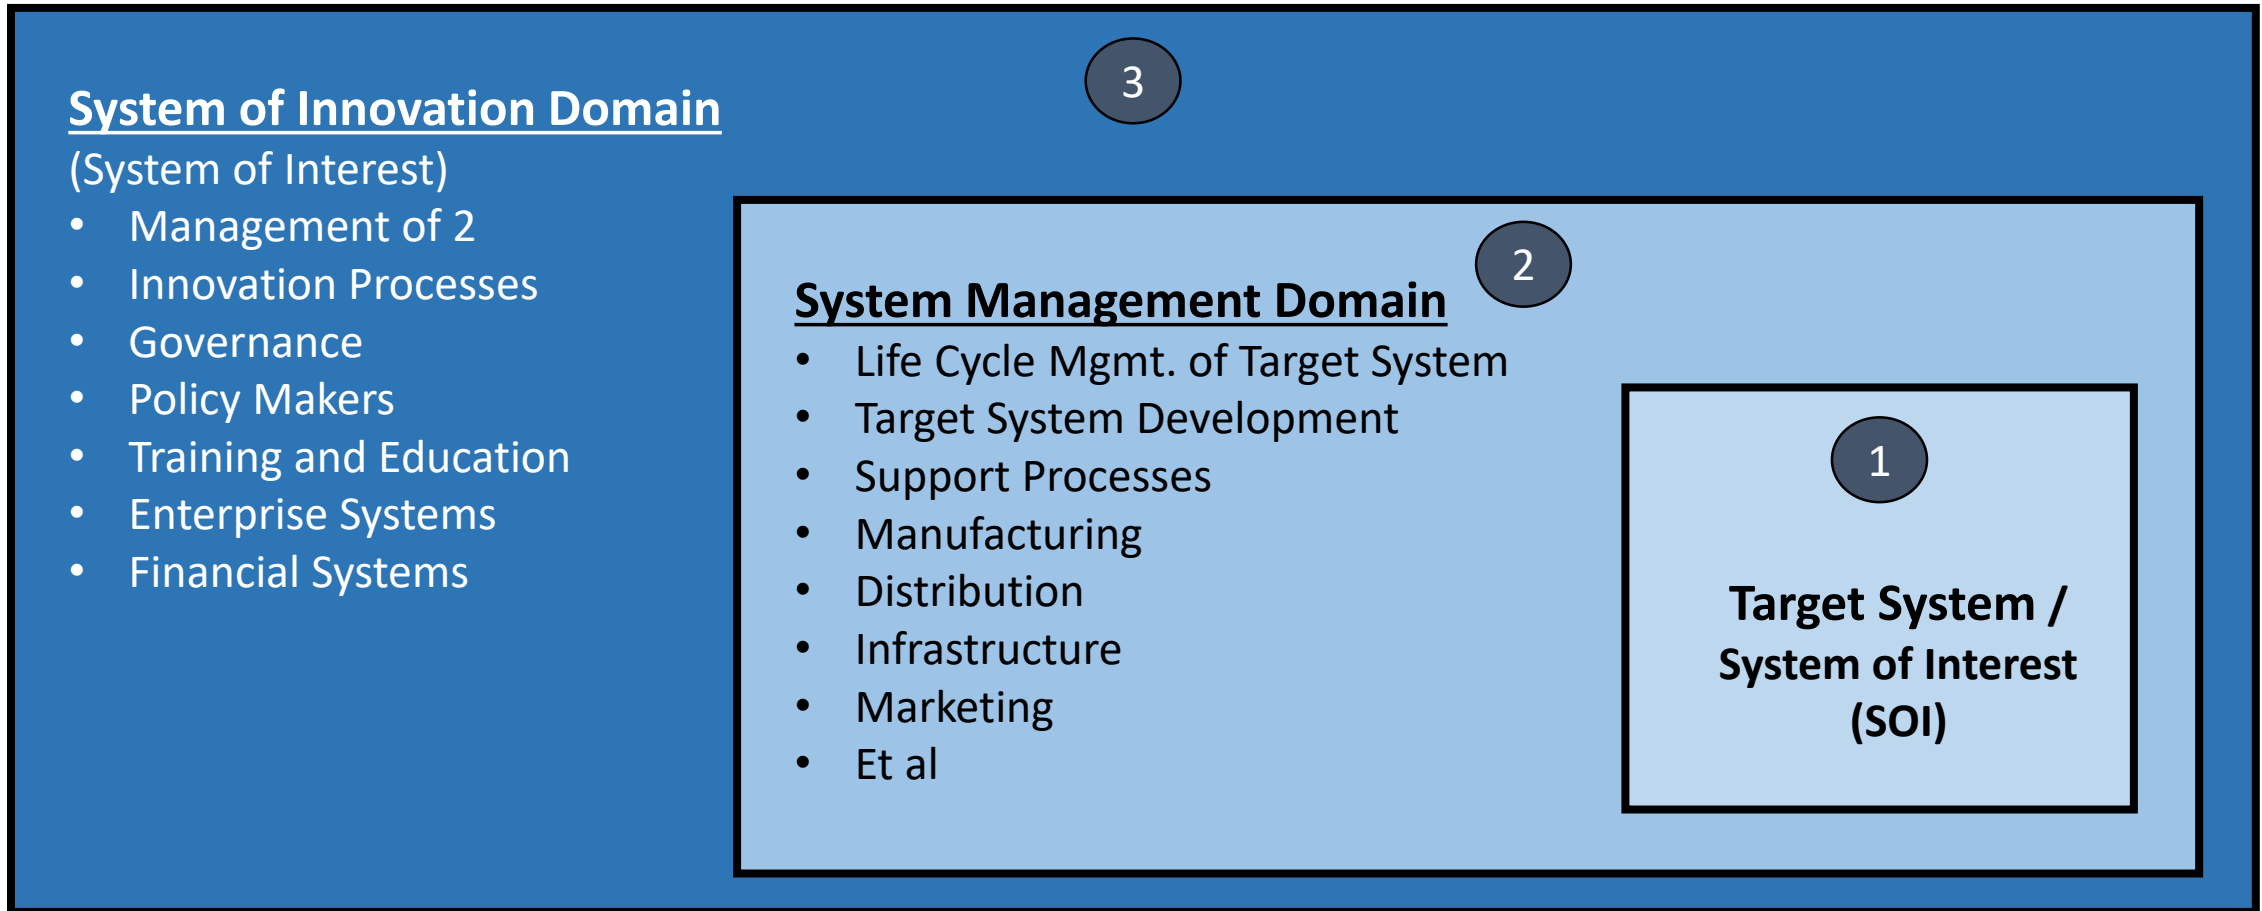 3
System of Innovation Domain
(System of Interest)
• Management of 2
• Innovation Processes
• Governance
• Policy Makers
• Training and Education
• Enterprise Systems
• Financial Systems
2
System Management Domain
• Life Cycle Mgmt. of Target System
• Target System Development
• Support Processes
• Manufacturing
• Distribution
• Infrastructure
• Marketing
• Et al
1
Target System /
System of Interest
(SOI)